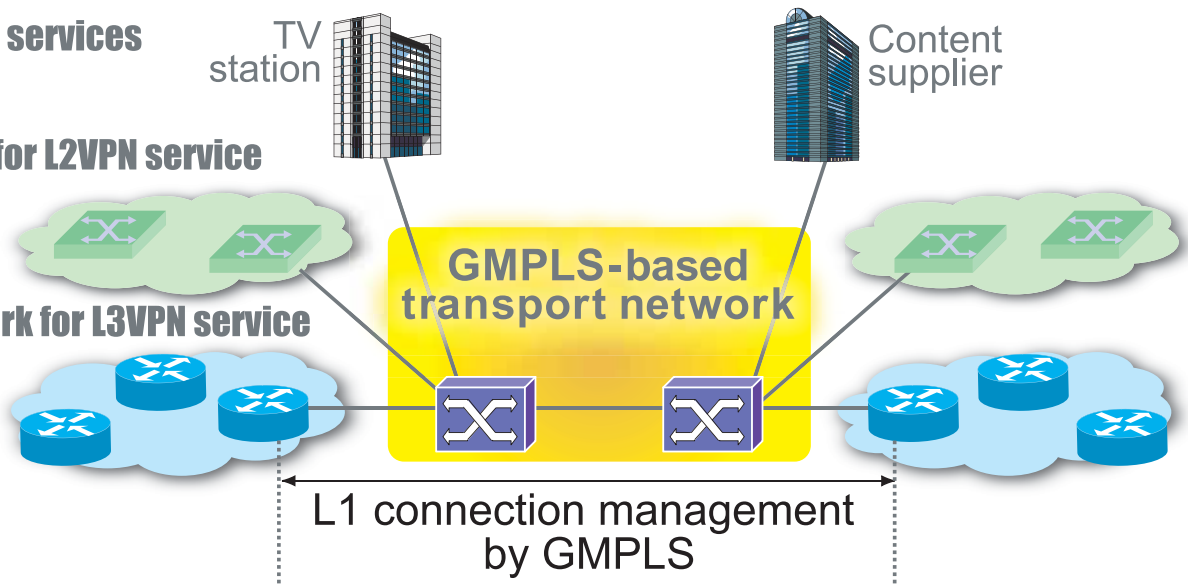 services
TV
station
Content
supplier
for L2VPN service
GMPLS-based
transport network
rk for L3VPN service
L1 connection management
by GMPLS